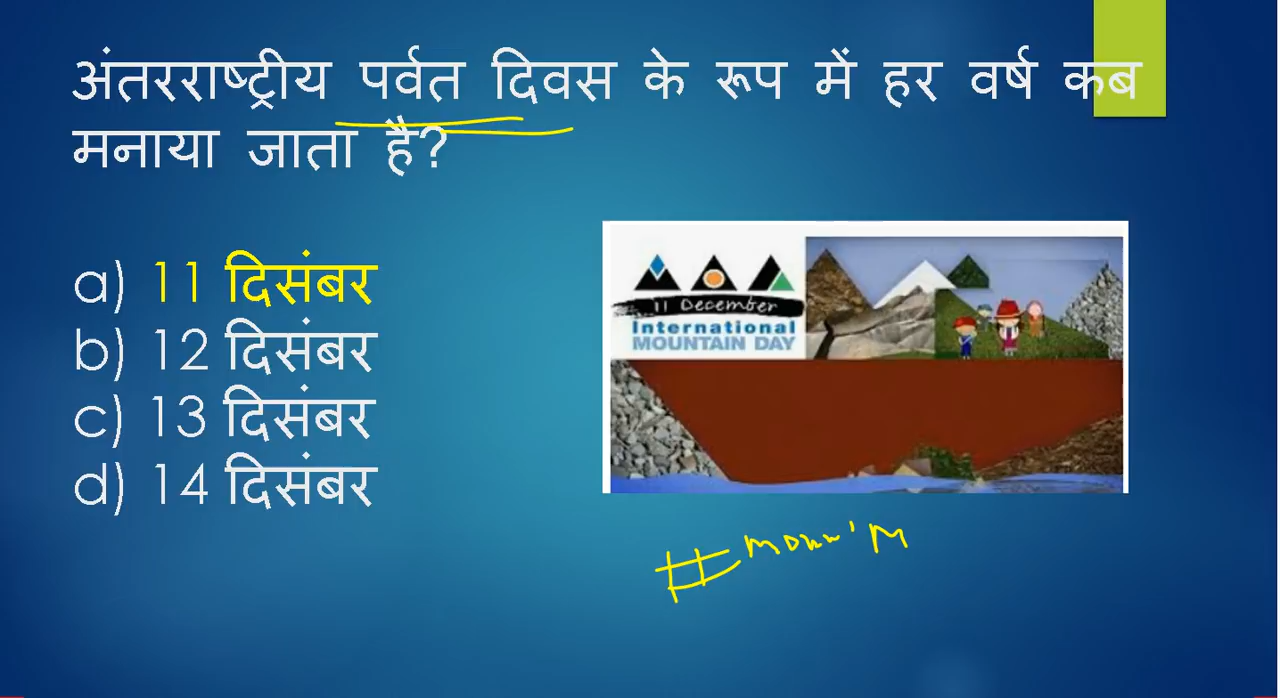 अंतरराष्ट्रीय पर्वत दिवस के रूप में हर वर्ष कब
मनाया जाता है?
a) 11 दिसंबर
b) 12 दिसंबर
c) 13 दिसंबर
d) 14 दिसंबर
11 December
International
MOUNTAIN DAY
#